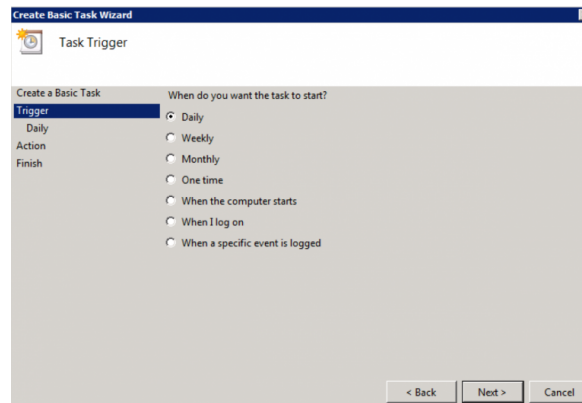 Create Basic Task Wizard
Task Trigger
Create a Basic Task
Trigger
Daily
Action
Finish
When do you want the task to start?
Daily
Weekly
Monthly
One time
When the computer starts
When I log on
When a specific event is logged
< Back
Next >
Cancel